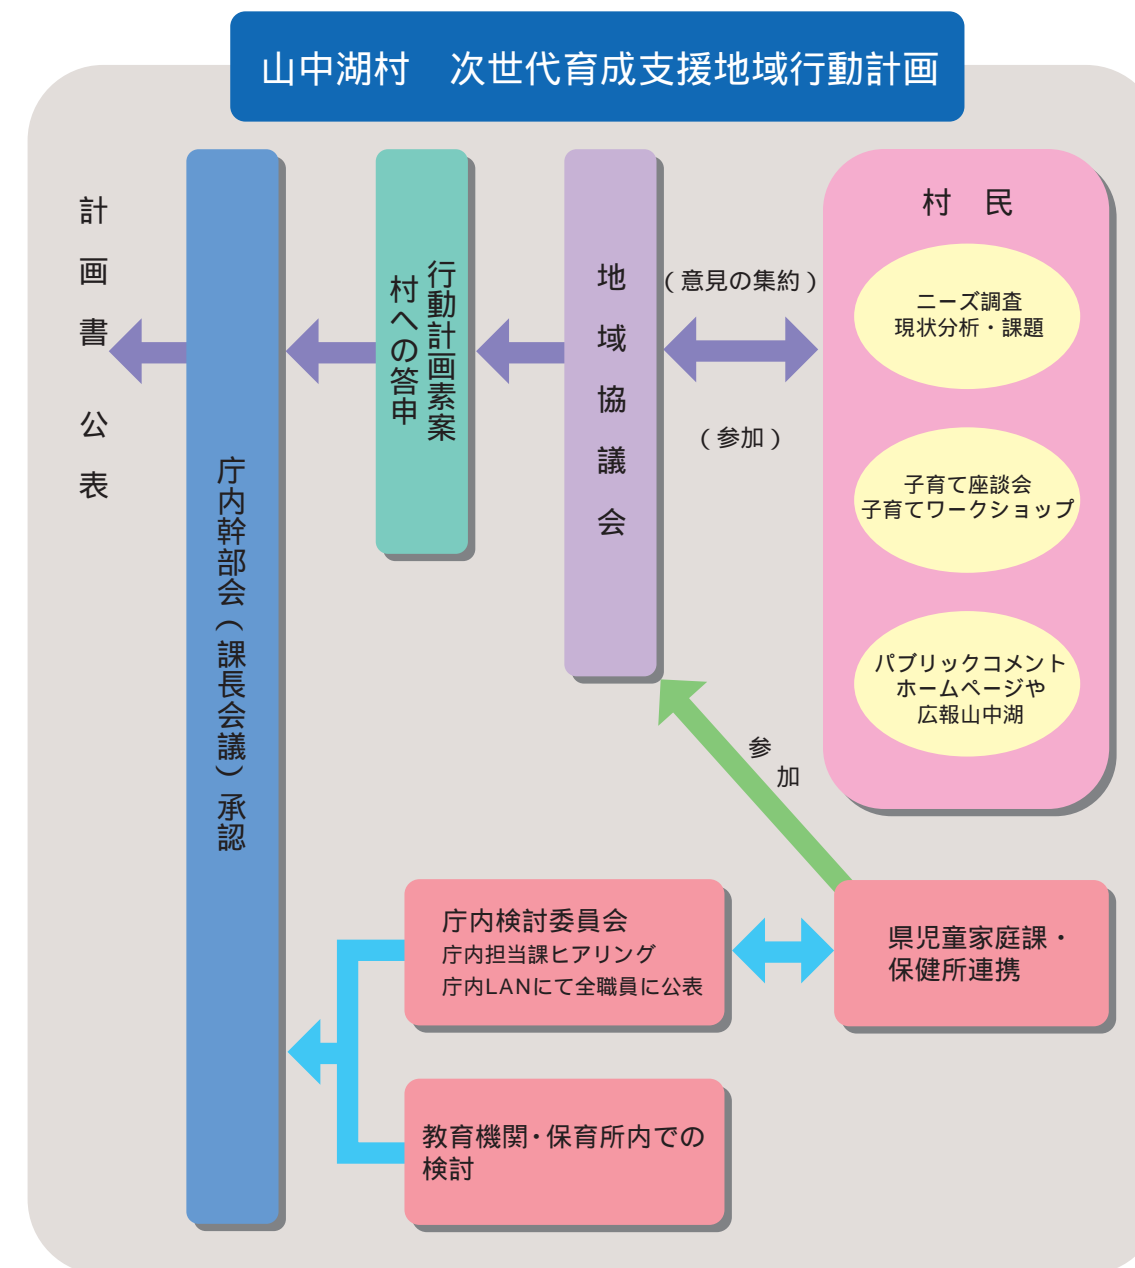 山中湖村　次世代育成支援地域行動計画
計画書　公表
庁内幹部会（課長会議）承認
行動計画素案
村への答申
地域協議会
（意見の集約）
（参加）
村　民
ニーズ調査
現状分析・課題
子育て座談会
子育てワークショップ
パブリックコメント
ホームページや
広報山中湖
参加
庁内検討委員会
庁内担当課ヒアリング
庁内LANにて全職員に公表
県児童家庭課・
保健所連携
教育機関・保育所内での
検討